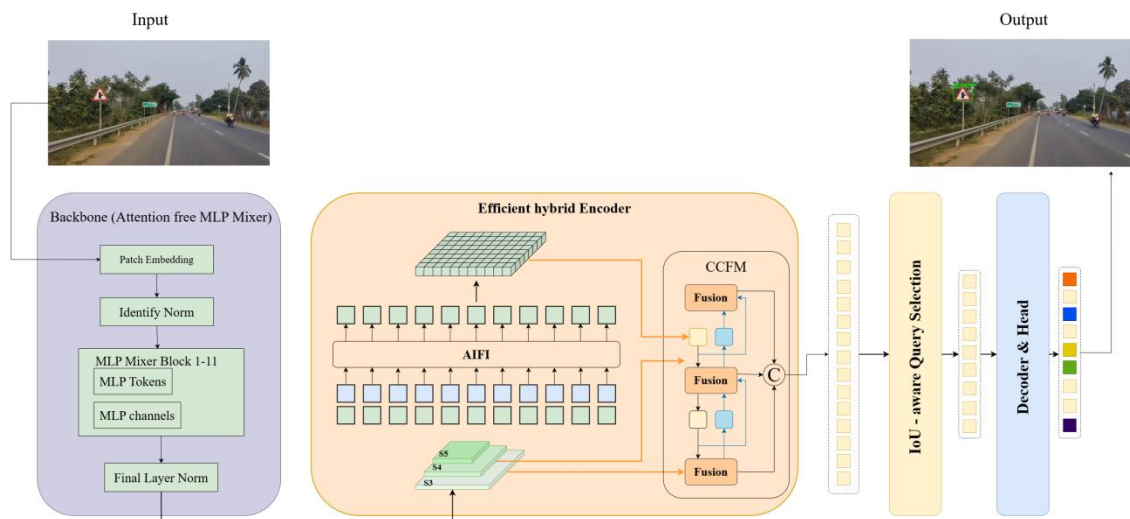 Input
Output
Backbone (Attention free MLP Mixer)
Patch Embedding
Identify Norm
MLP Mixer Block 1-11
MLP Tokens
MLP channels
Final Layer Norm
Efficient hybrid Encoder
AIFI
S5
S4
S3
CCFM
Fusion
Fusion
Fusion
C
IoU - aware Query Selection
Decoder & Head